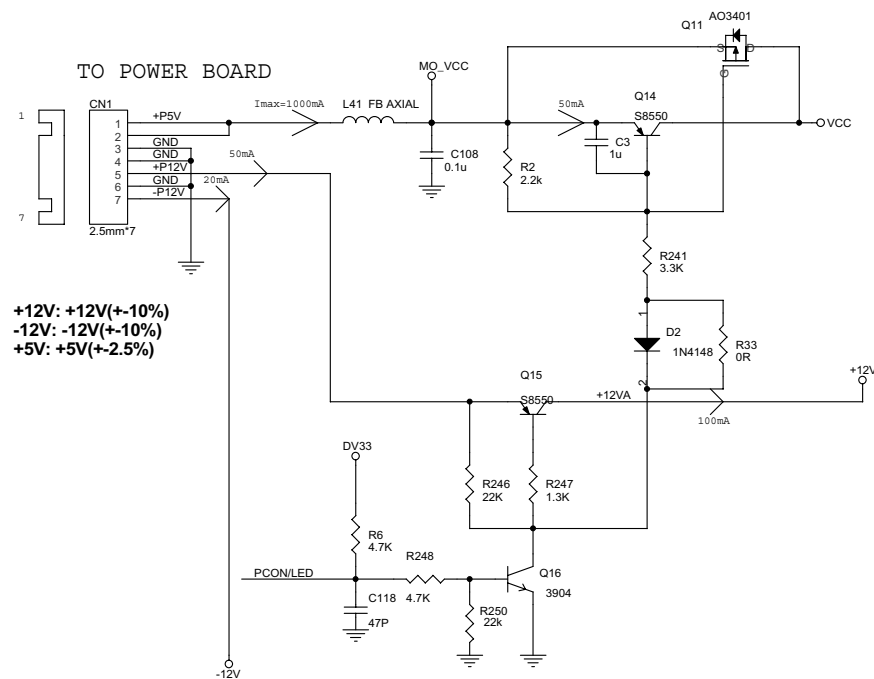 AO3401
Q11
S D
G
TO POWER BOARD
MO_VCC
CN1
L41 FB AXIAL
Imax=1000mA
50mA
Q14
S8550
VCC
1
1
+P5V
2
3
GND
4
GND
5
+P12V
6
GND
7
-P12V
7
50mA
20mA
2.5mm*7
C108
0.1u
R2
2.2k
C3
1u
R241
3.3K
+12V: +12V(+-10%)
-12V: -12V(+-10%)
+5V: +5V(+-2.5%)
1
D2
1N4148
2
R33
0R
Q15
S8550
+12VA
100mA
+12V
DV33
R246
22K
R247
1.3K
R6
4.7K
R248
4.7K
PCON/LED
C118
47P
Q16
3904
R250
22k
-12V